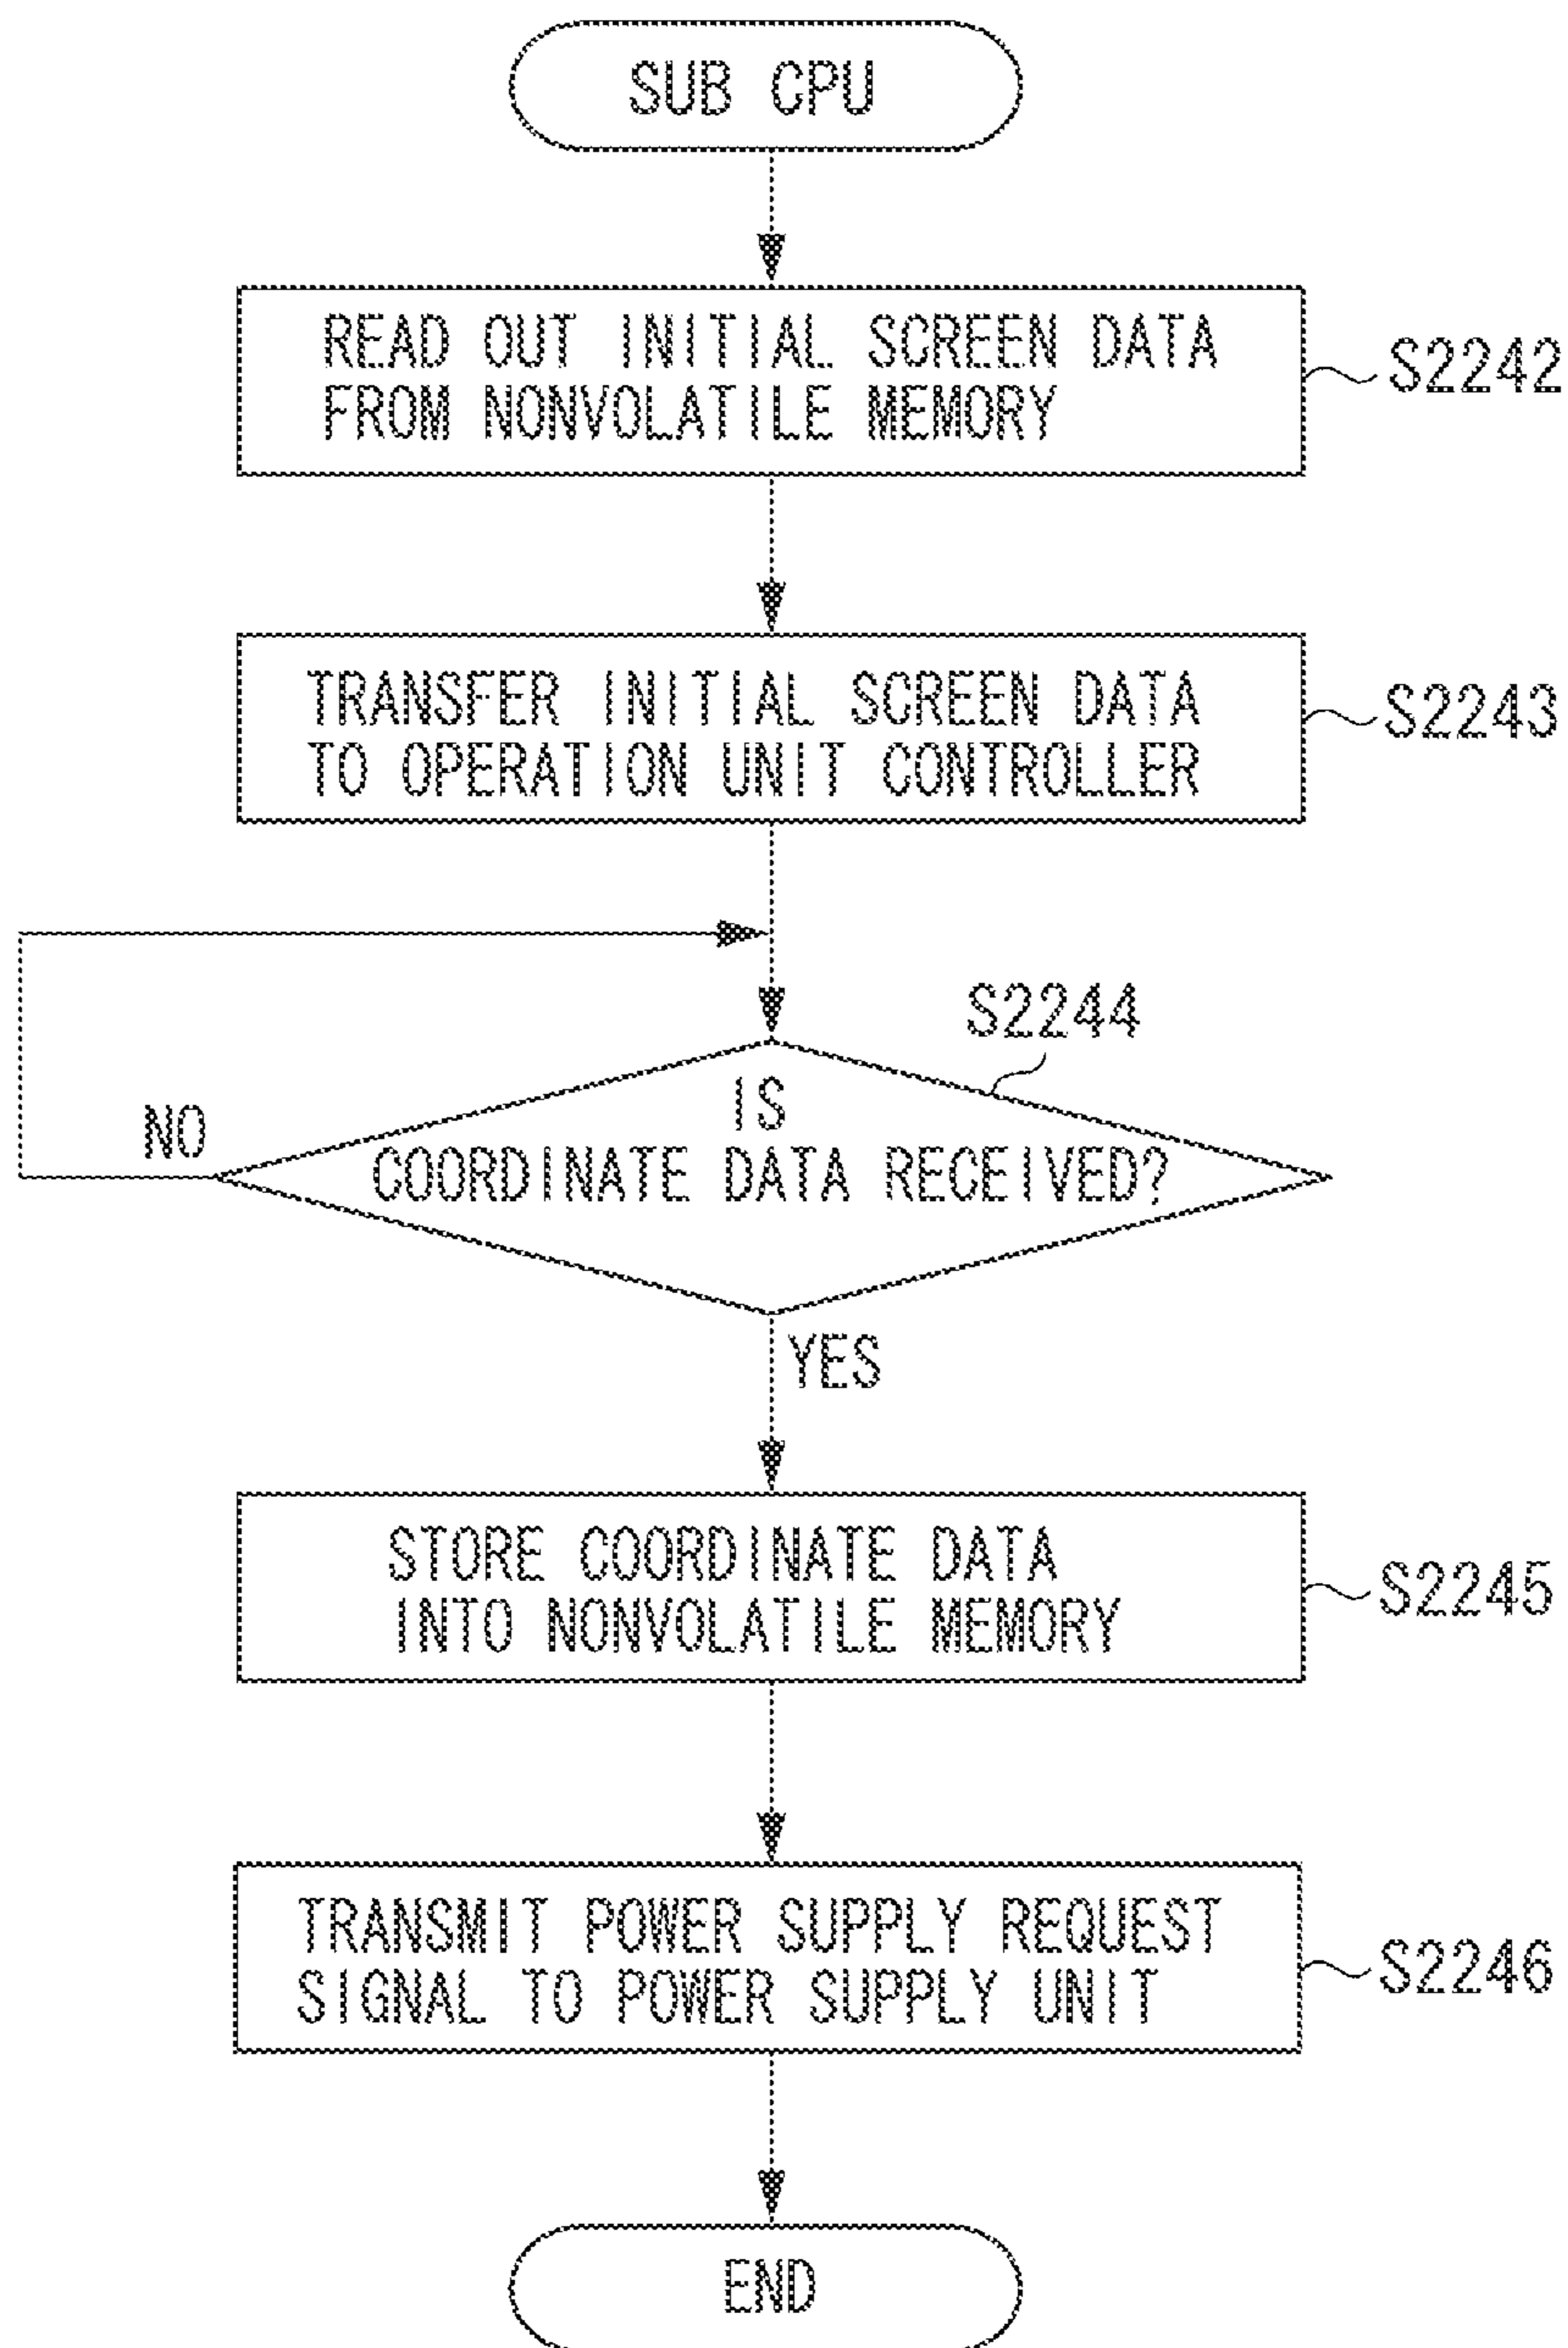 SUB CPU
READ OUT INITIAL SCREEN DATA
FROM NONVOLATILE MEMORY
S2242
TRANSFER INITIAL SCREEN DATA
TO OPERATION UNIT CONTROLLER
S2243
S2244
IS
COORDINATE DATA RECEIVED?
NO
YES
STORE COORDINATE DATA
INTO NONVOLATILE MEMORY
S2245
TRANSMIT POWER SUPPLY REQUEST
SIGNAL TO POWER SUPPLY UNIT
S2246
END